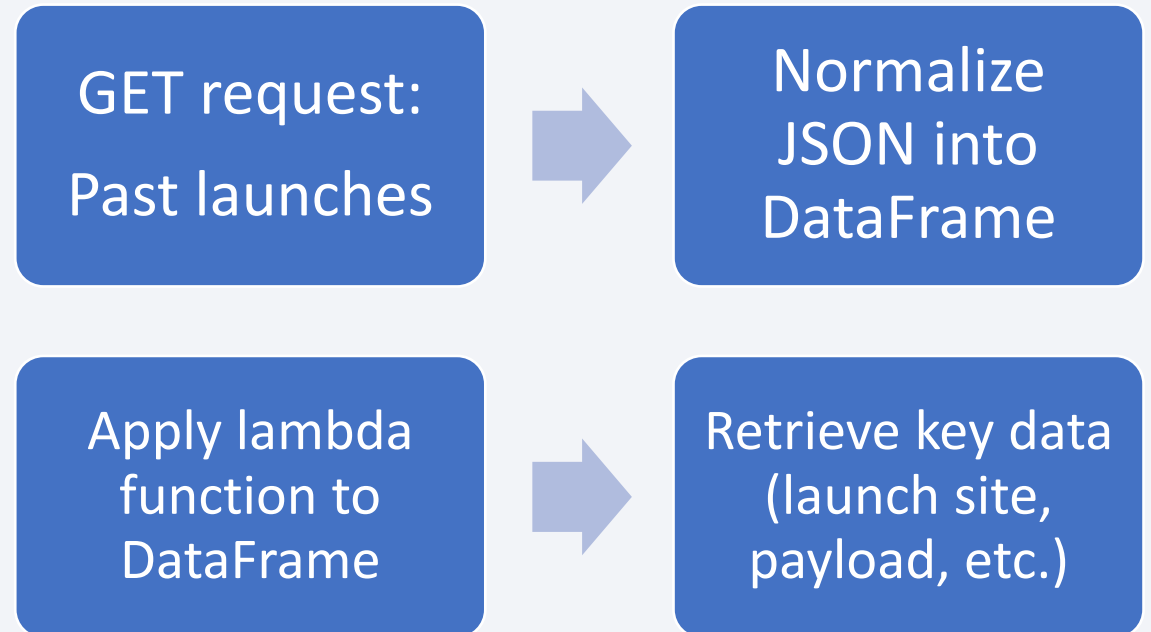 GET request:
Past launches
Normalize
JSON into
DataFrame
Apply lambda
function to
DataFrame
Retrieve key data
(launch site,
payload, etc.)